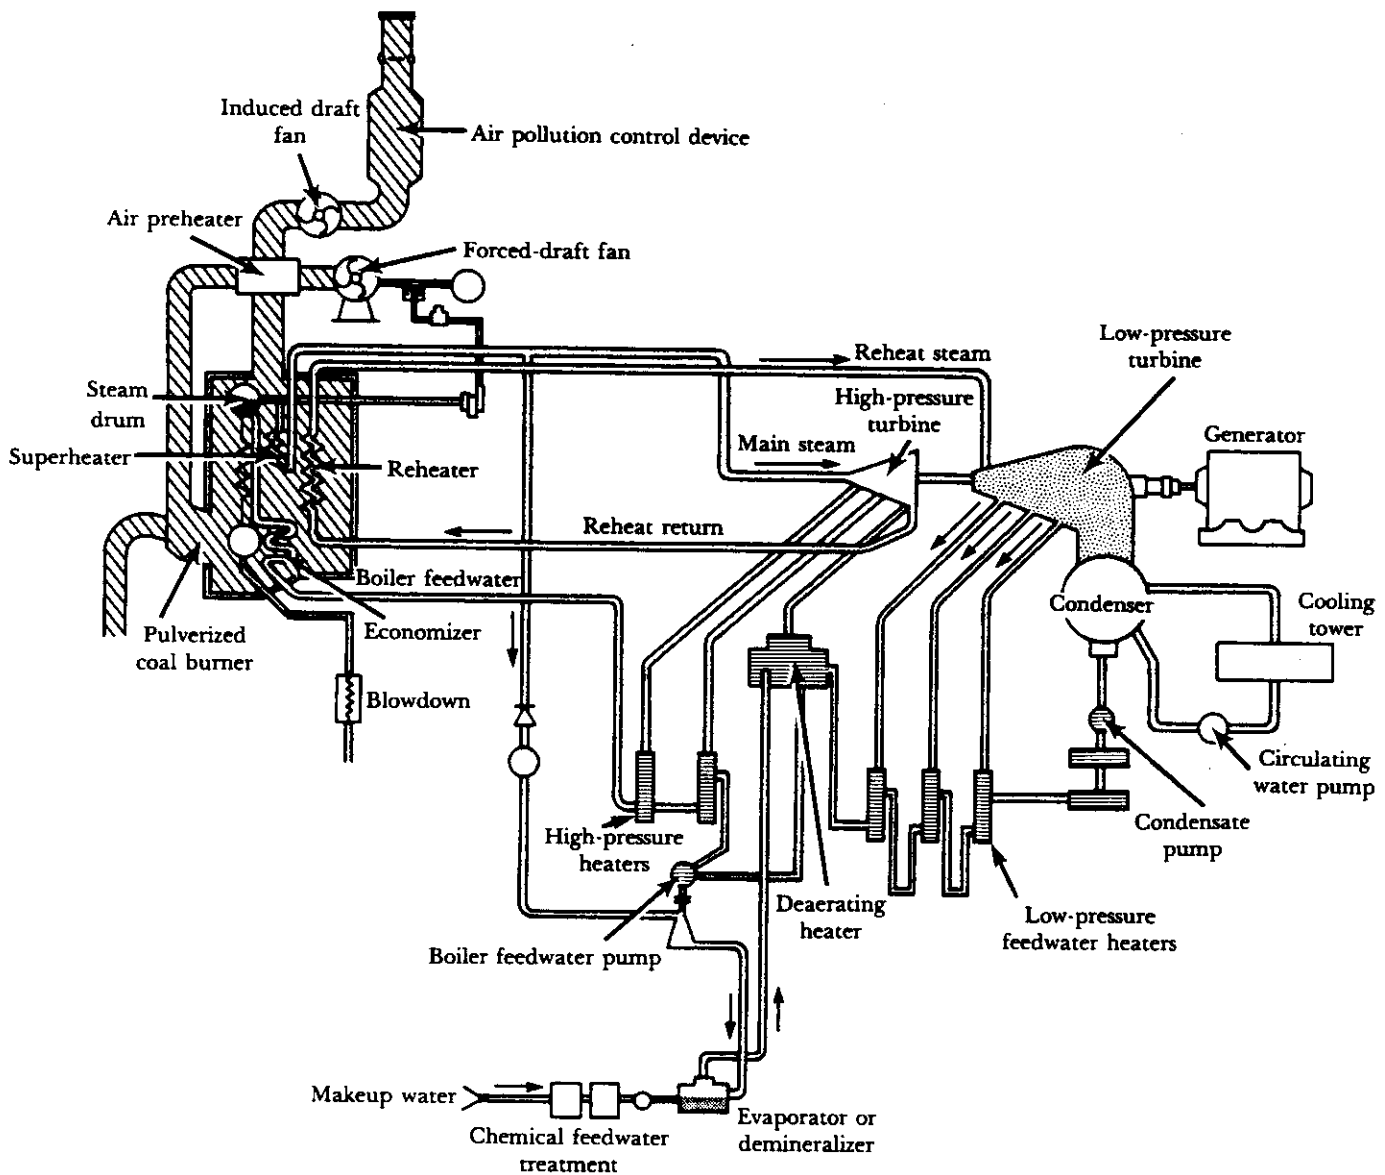 Induced draft
fan
Air pollution control device
Air preheater
Forced-draft fan
Low-pressure
turbine
Reheat steam
Steam
drum
High-pressure
turbine
Generator
Main steam
Superheater
Reheater
Reheat return
Boiler feedwater
Condenser
Cooling
tower
Economizer
Pulverized
coal burner
Blowdown
Circulating
water pump
High-pressure
heaters
Condensate
pump
Deaerating
heater
Low-pressure
feedwater heaters
Boiler feedwater pump
Makeup water
Evaporator or
demineralizer
Chemical feedwater
treatment